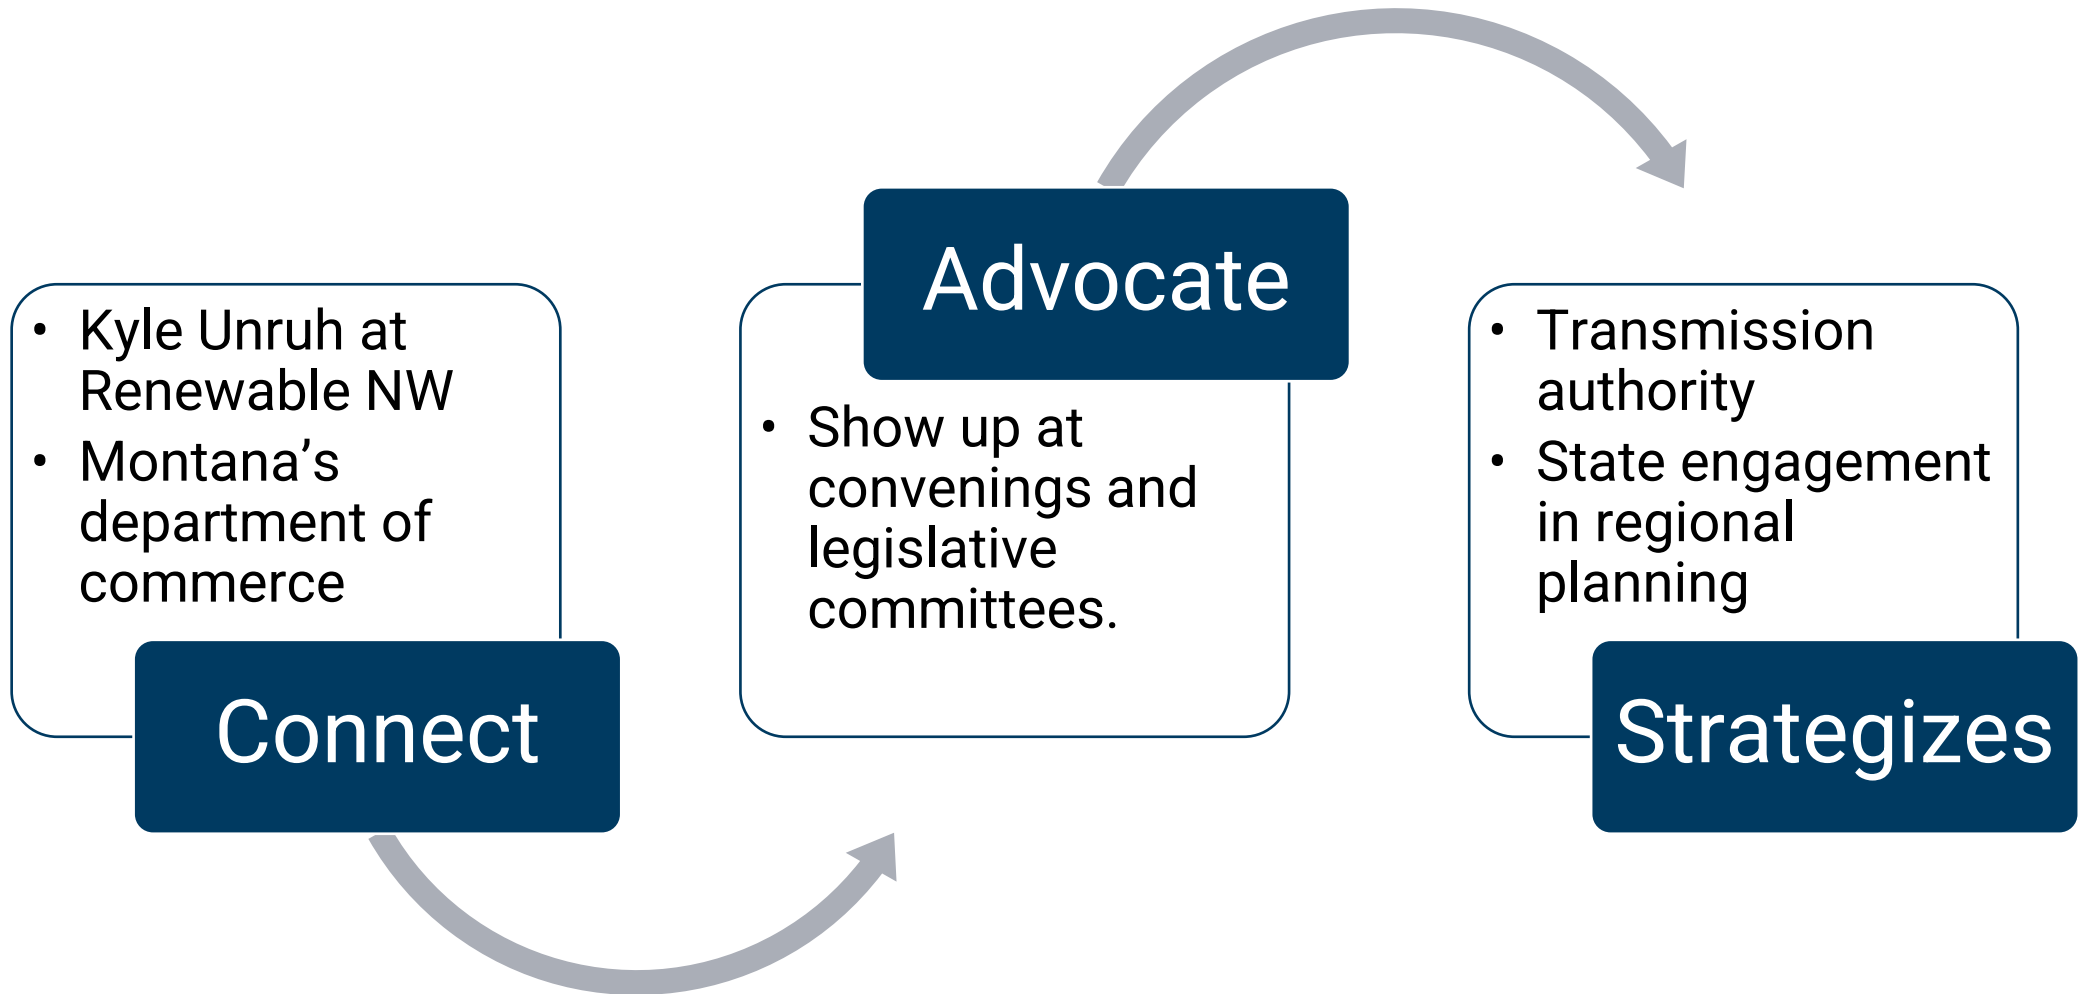 • Kyle Unruh at
Renewable NW
• Montana’s
department of
commerce
Connect
Advocate
• Show up at
convenings and
legislative
committees.
• Transmission
authority
• State engagement
in regional
planning
Strategizes